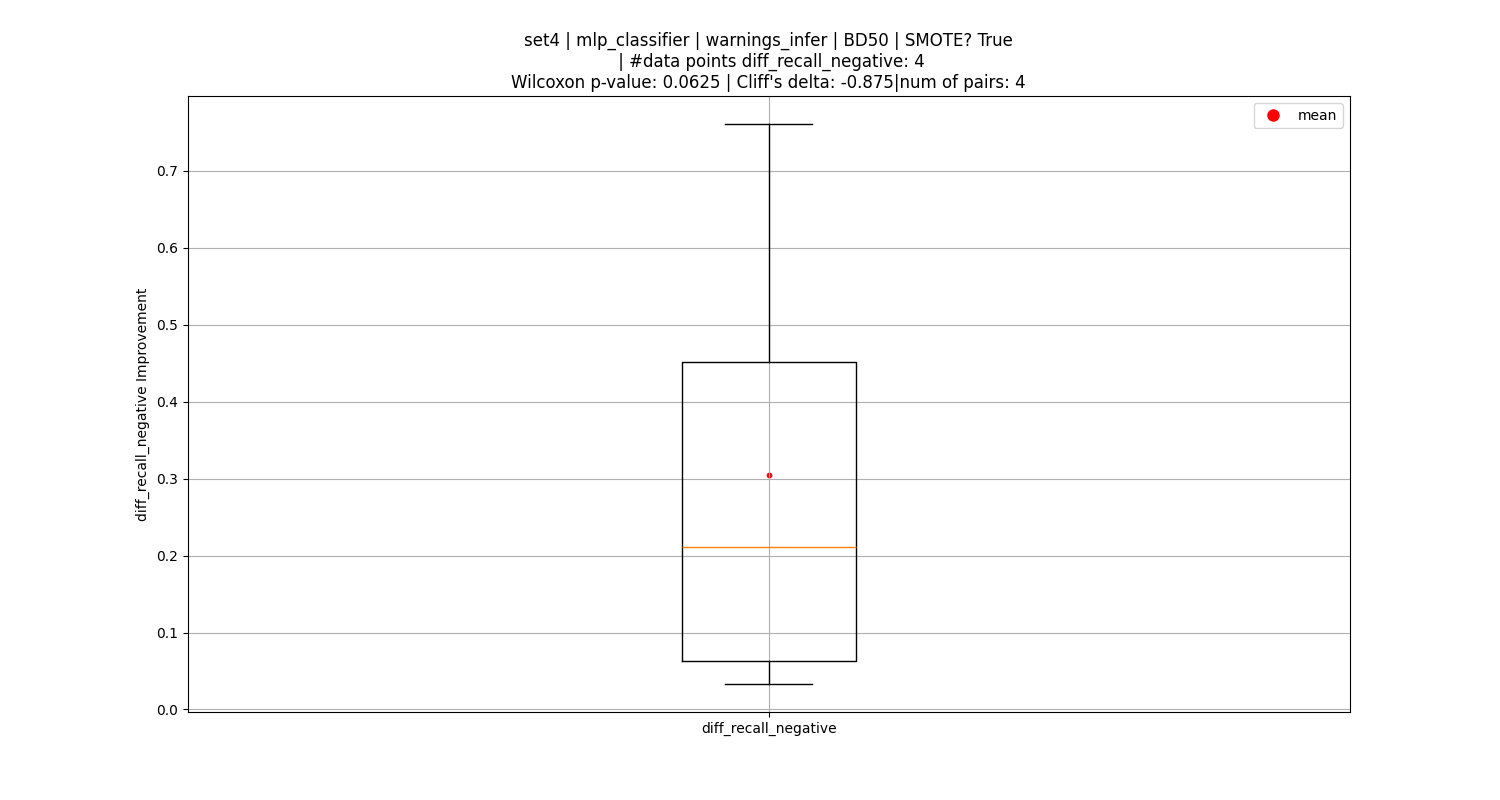 set4 | mlp_classifier | warnings_infer | BD50 | SMOTE? True
| #data points diff_recall_negative: 4
Wilcoxon p-value: 0.0625 | Cliff's delta: -0.875|num of pairs: 4
mean
0.7
0.6
0.5
0.4
0.3
0.2
0.1
0.0
diff_recall_negative Improvement
diff_recall_negative